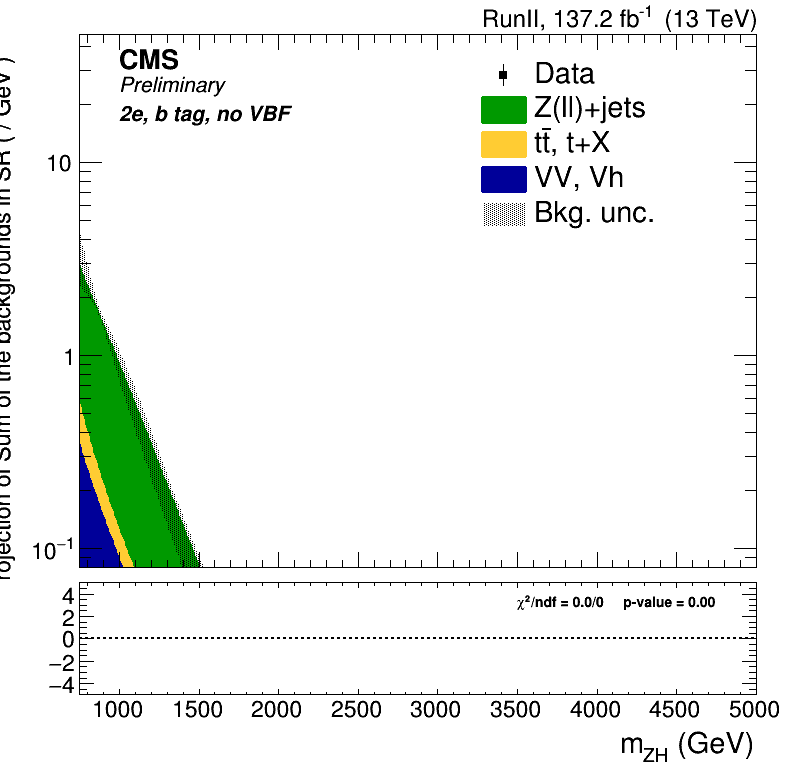 RunII, 137.2 fb-1 (13 TeV)
CMS
Preliminary
2e, b tag, no VBF
Data
Z(ll)+jets
tt̄, t+X
VV, Vh
Bkg. unc.
rojection of Sum of the backgrounds in SR ( / GeV )
10
1
10−1
χ2/ndf = 0.0/0 p-value = 0.00
4
2
0
−2
−4
1000 1500 2000 2500 3000 3500 4000 4500 5000
mZH (GeV)